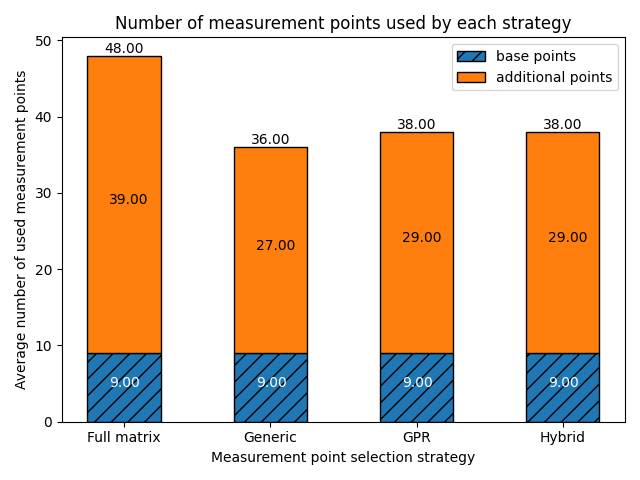 Number of measurement points used by each strategy
Average number of used measurement points
50
40
30
20
10
0
base points
additional points
48.00
36.00
38.00
38.00
39.00
27.00
29.00
29.00
9.00
9.00
9.00
9.00
Full matrix
Generic
GPR
Hybrid
Measurement point selection strategy